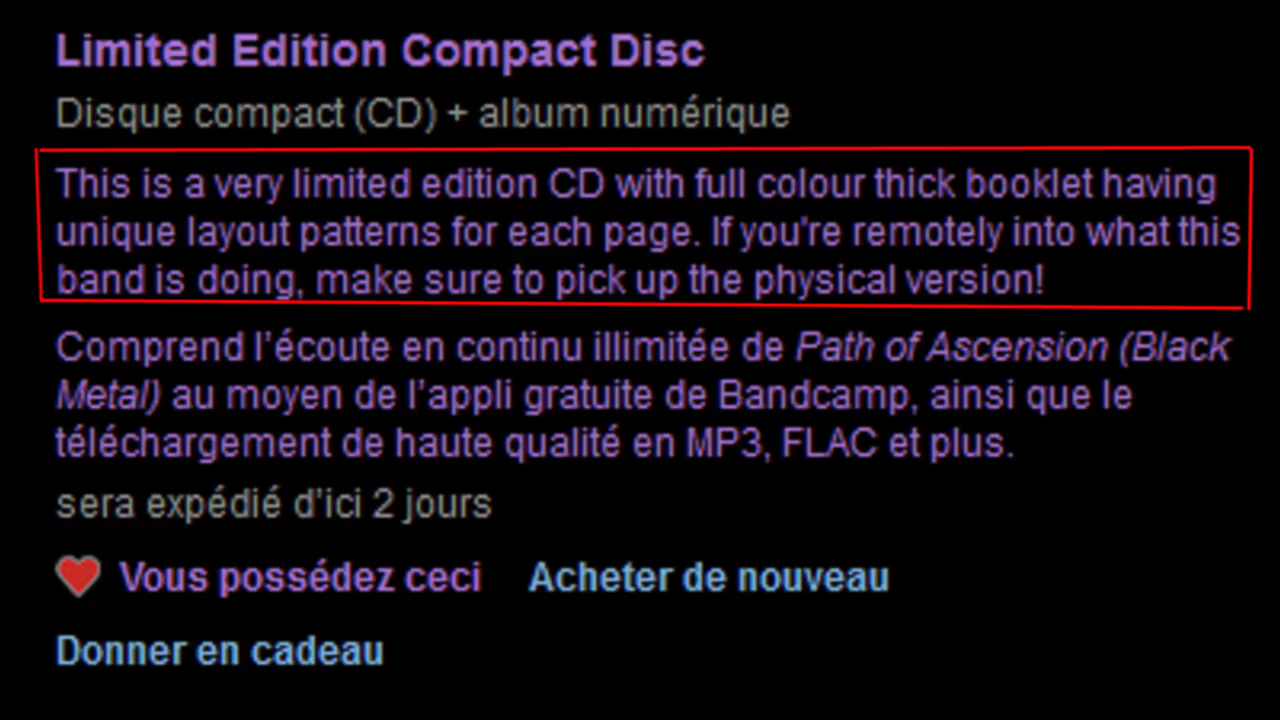 Limited Edition Compact Disc
Disque compact (CD) + album numérique
This is a very limited edition CD with full colour thick booklet having
unique layout patterns for each page. If you're remotely into what this
band is doing, make sure to pick up the physical version!
Comprend l'écoute en continu illimitée de Path of Ascension (Black
Metal) au moyen de l'appli gratuite de Bandcamp, ainsi que le
téléchargement de haute qualité en MP3, FLAC et plus.
sera expédié d'ici 2 jours
Vous possédez ceci Acheter de nouveau
Donner en cadeau